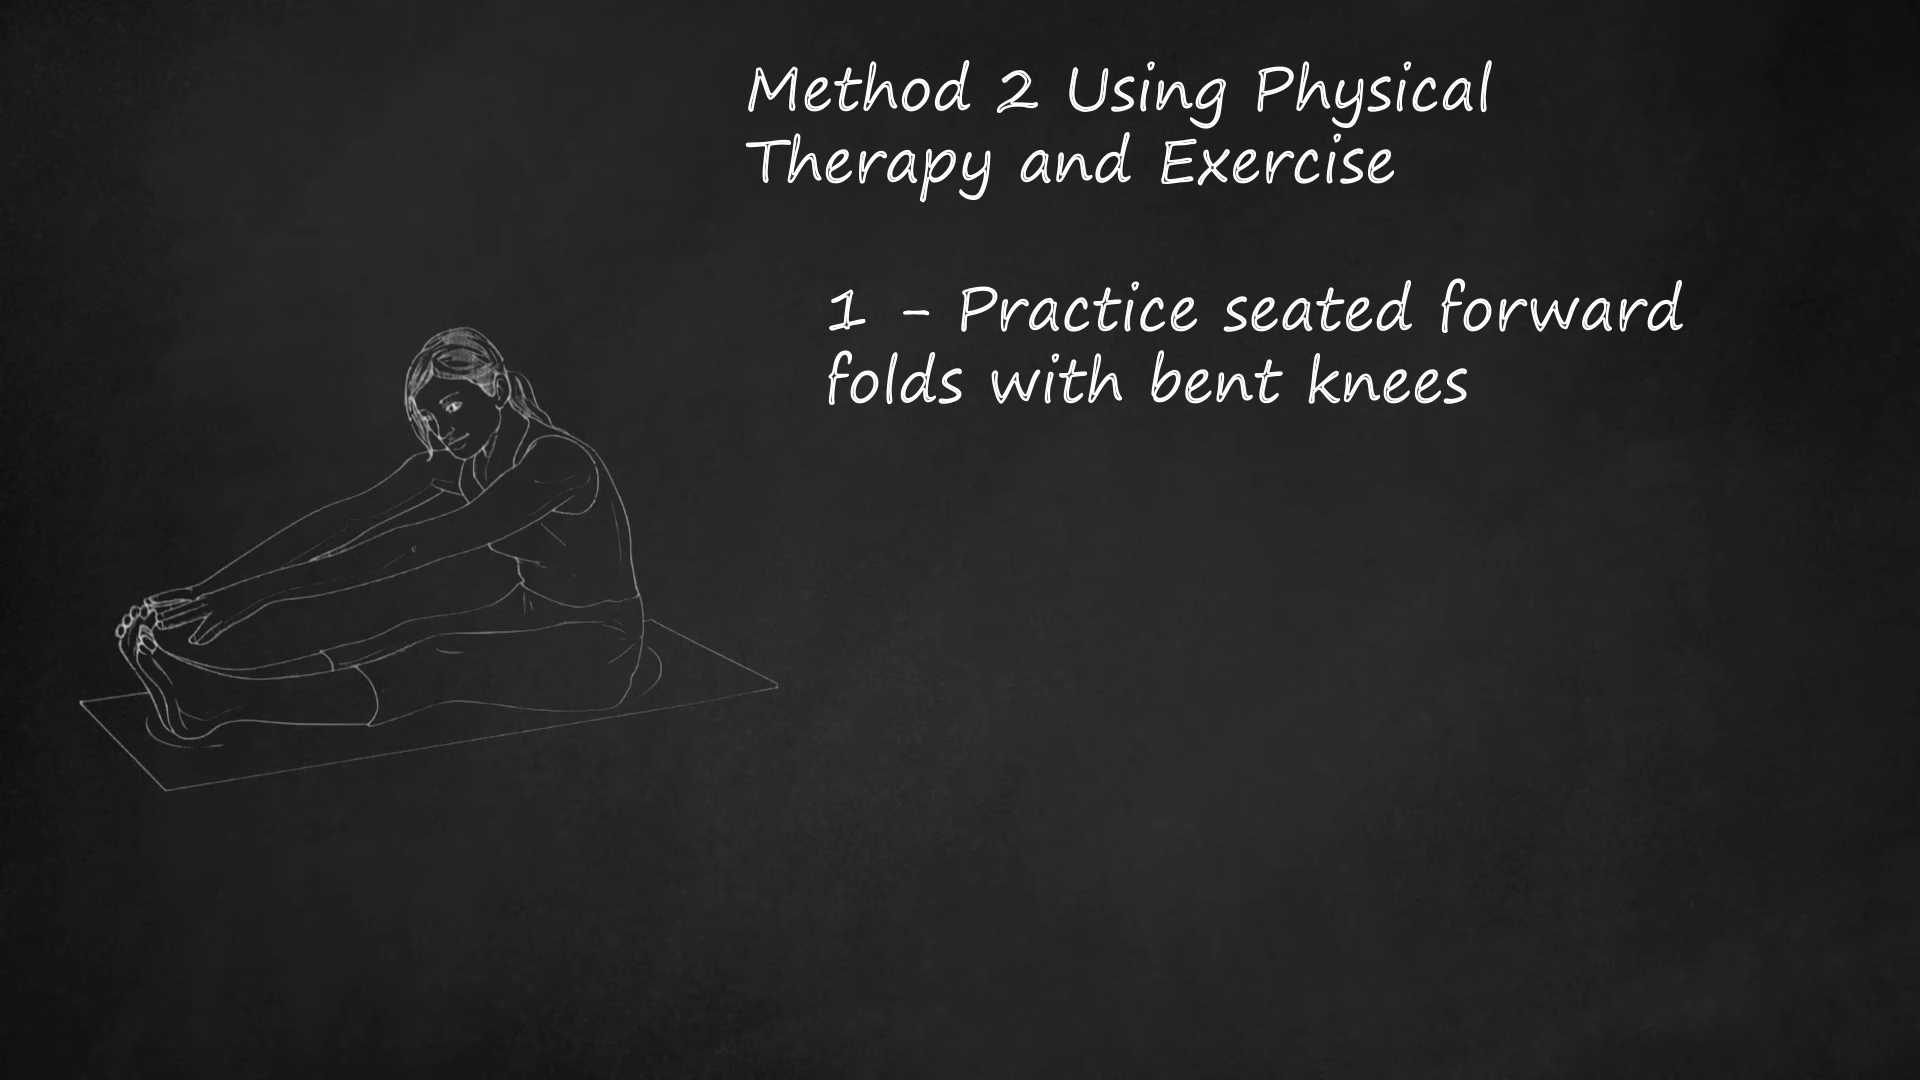 Method 2 Using Physical
Therapy and Exercise
1 - Practice seated forward
folds with bent knees